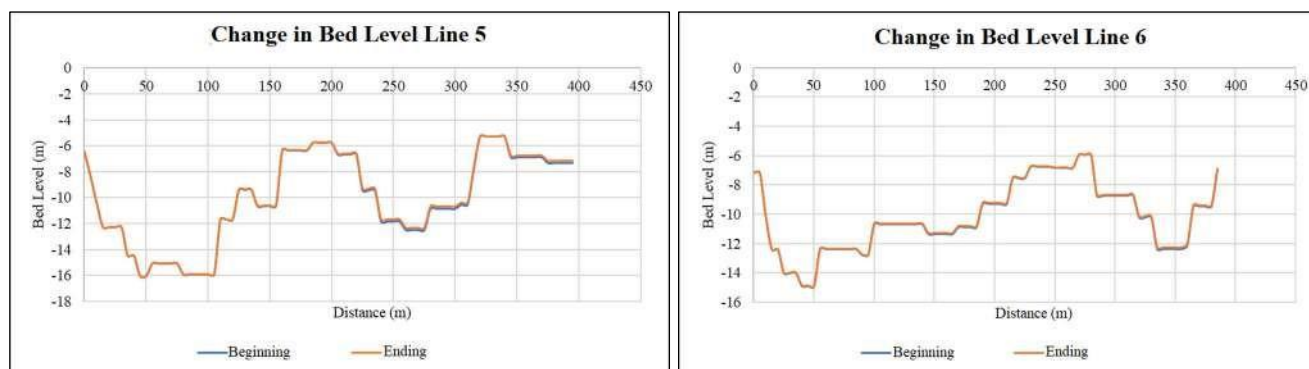 Change in Bed Level Line 5
0
0 50 100 150 200 250 300 350 400 450
-2
-4
-6
-8
-10
-12
-14
-16
-18
Bed Level (m)
Distance (m)
Beginning Ending
Change in Bed Level Line 6
0
0 50 100 150 200 250 300 350 400 450
-2
-4
-6
-8
-10
-12
-14
-16
Bed Level (m)
Distance (m)
Beginning Ending